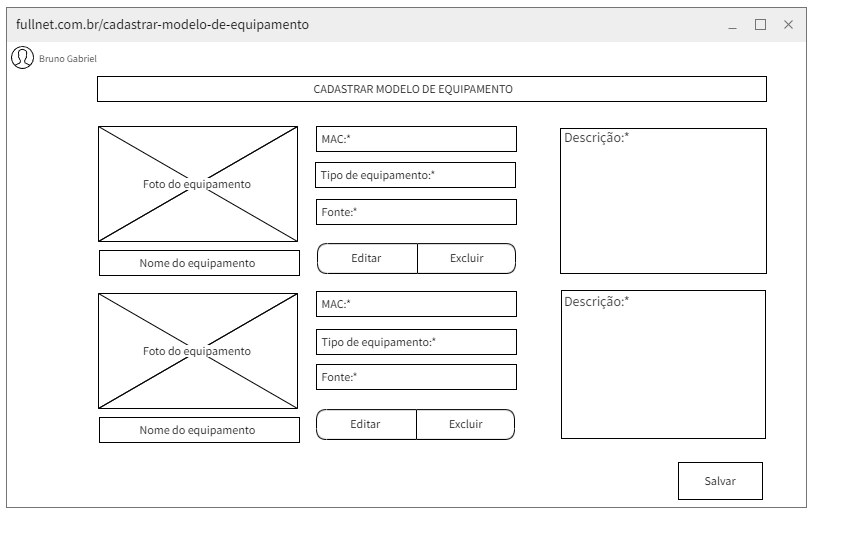 fullnet.com.br/cadastrar-modelo-de-equipamento
Bruno Gabriel
CADASTRAR MODELO DE EQUIPAMENTO
Foto do equipamento
Nome do equipamento
MAC:*
Tipo de equipamento:*
Fonte:*
Editar
Excluir
Descrição:*
Foto do equipamento
Nome do equipamento
MAC:*
Tipo de equipamento:*
Fonte:*
Editar
Excluir
Descrição:*
Salvar